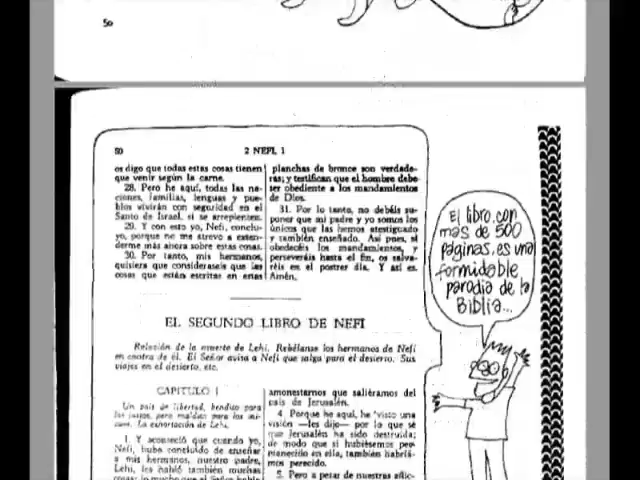 50
50
2 NEFI, 1
os digo que todas estas cosas tienen
que venir según la carne.
28. Pero he aquí, todas las na-
ciones, familias, lenguas y pue-
blos vivirán con seguridad en el
Santo de Israel, si se arrepienten.
29. Y con esto yo, Nefi, conclu-
yo, porque no me atrevo a exten-
derme más ahora sobre estas cosas.
30. Por tanto, mis hermanos,
quisiera que consideraseis que las
cosas que están escritas en estas
planchas de bronce son verdade-
ras; y testifican que el hombre debe
ser obediente a los mandamientos
de Dios.
31. Por lo tanto, no debéis su-
poner que mi padre y yo somos los
únicos que las hemos atestiguado
y también enseñado. Así pues, si
obedecéis los mandamientos, y
perseveráis hasta el fin, os salva-
réis en el postrer día. Y así es.
Amén.
El libro, con
más de 500
páginas, es una
formidable
parodia de la
Biblia...
EL SEGUNDO LIBRO DE NEFI
Relación de la muerte de Lehi. Rebélanse los hermanos de Nefi
en contra de él. El Señor avisa a Nefi que salga para el desierto. Sus
viajes en el desierto, etc.
CAPITULO 1
Un país de libertad, bendito para
los justos, pero maldito para los
La exhortación de Lehi.
1. Y aconteció que cuando yo,
Nefi, hube concluido de enseñar
a mis hermanos, nuestro padre,
Lehi, les habló también muchas
amonestarnos que saliéramos del
país de Jerusalén.
4. Porque he aquí, he visto una
visión —les dijo— por lo que sé
que Jerusalén ha sido destruida;
de modo que si hubiésemos per-
manecido en ella, también habría-
mos perecido.
5. Pero a pesar de nuestras aflic-